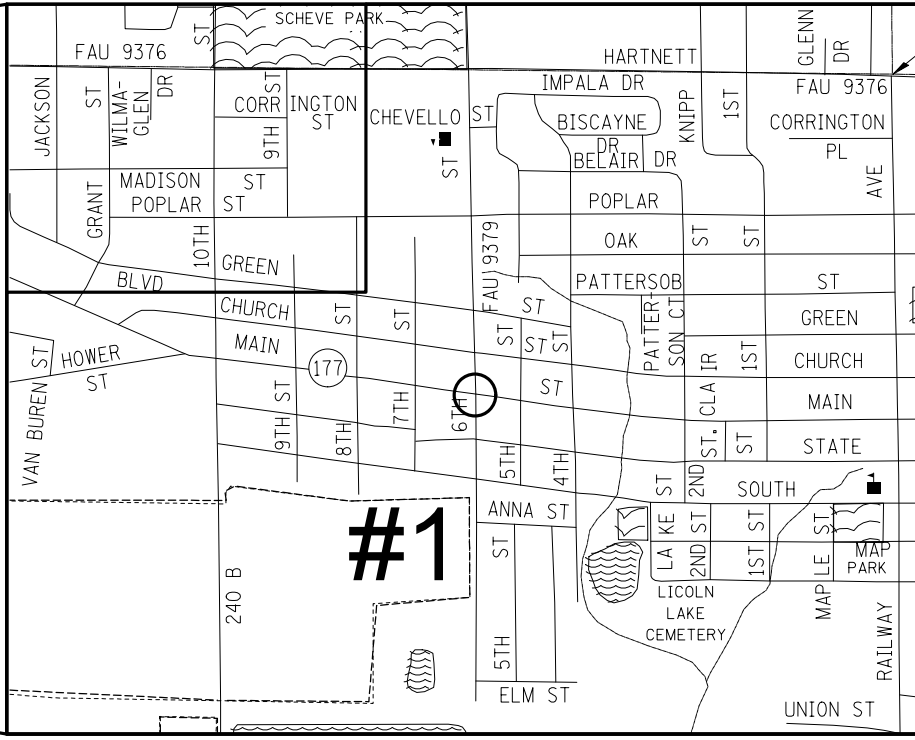 SCHEVE PARK
FAU 9376
ST
HARTNETT
GLENN
DR
FAU 9376
JACKSON
ST
WILMA-
GLEN
DR
CORR
ST
INGTON
ST
9TH
CHEVELLO
ST
ST
IMPALA DR
BISCAYNE
DR
BELAIR DR
KNIPP
1ST
CORRINGTON
PL
AVE
MADISON
ST
POPLAR
ST
GRANT
10TH
POPLAR
OAK
ST
ST
GREEN
BLVD
FAU 9379
PATTERSOB
ST
CHURCH
ST
ST
ST
MAIN
ST
ST
ST
PATTER-
SON CT
GREEN
HOWER
ST
VAN BUREN ST
177
ST
ST
CLA IR
1ST
CHURCH
MAIN
9TH
8TH
7TH
6TH
5TH
4TH
ST.
ST
STATE
ST
2ND
SOUTH
#1
ANNA ST
ST
LA KE
ST
2ND
ST
1ST
ST
MAP LE
MAP
PARK
240 B
5TH
LICOLN
LAKE
CEMETERY
ELM ST
RAILWAY
UNION ST